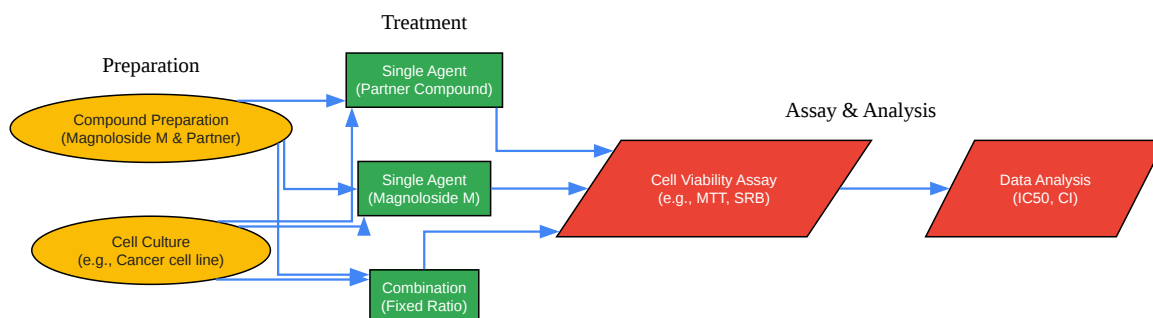 Preparation
Compound Preparation
(Magnoloside M & Partner)
Cell Culture
(e.g., Cancer cell line)
Treatment
Single Agent
(Partner Compound)
Single Agent
(Magnoloside M)
Combination
(Fixed Ratio)
Assay & Analysis
Cell Viability Assay
(e.g., MTT, SRB)
Data Analysis
(IC50, CI)